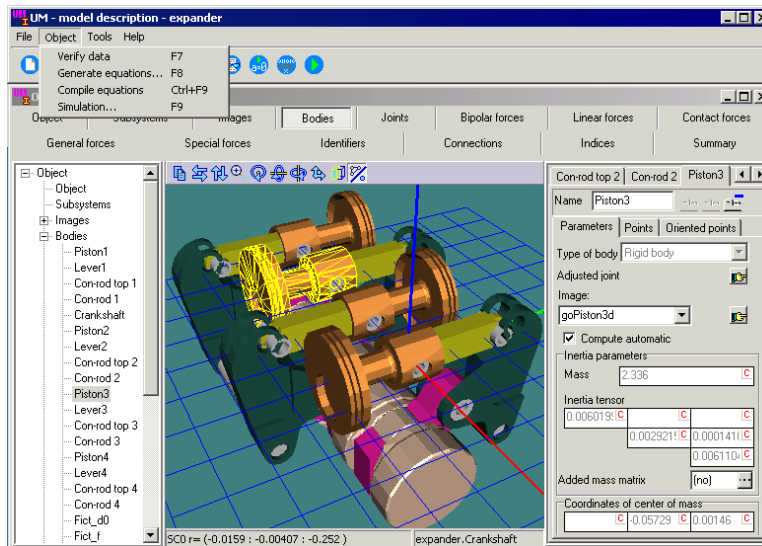 UM - model description - expander
File Object Tools Help
Verify data F7
Generate equations... F8
Compile equations Ctrl+F9
Simulation... F9
Object Subsystems Images Bodies Joints Bipolar forces Linear forces Contact forces
General forces Special forces Identifiers Connections Indices Summary
Object
Object
Subsystems
Images
Bodies
Piston1
Lever1
Con-rod top 1
Con-rod 1
Crankshaft
Piston2
Lever2
Con-rod top 2
Con-rod 2
Piston3
Lever3
Con-rod top 3
Con-rod 3
Piston4
Lever4
Con-rod top 4
Con-rod 4
Fict_d0
Fict_f
SC0 r= (-0.0159 : -0.00407 : -0.252 ) expander.Crankshaft
Con-rod top 2 Con-rod 2 Piston3
Name Piston3
Parameters Points Oriented points
Type of body Rigid body
Adjusted joint
Image:
goPiston3d
Compute automatic
Inertia parameters
Mass 2.336 C
Inertia tensor
C C C
C C
C
Added mass matrix (no) ...
Coordinates of center of mass
C -0.05729 C 0.00146 C